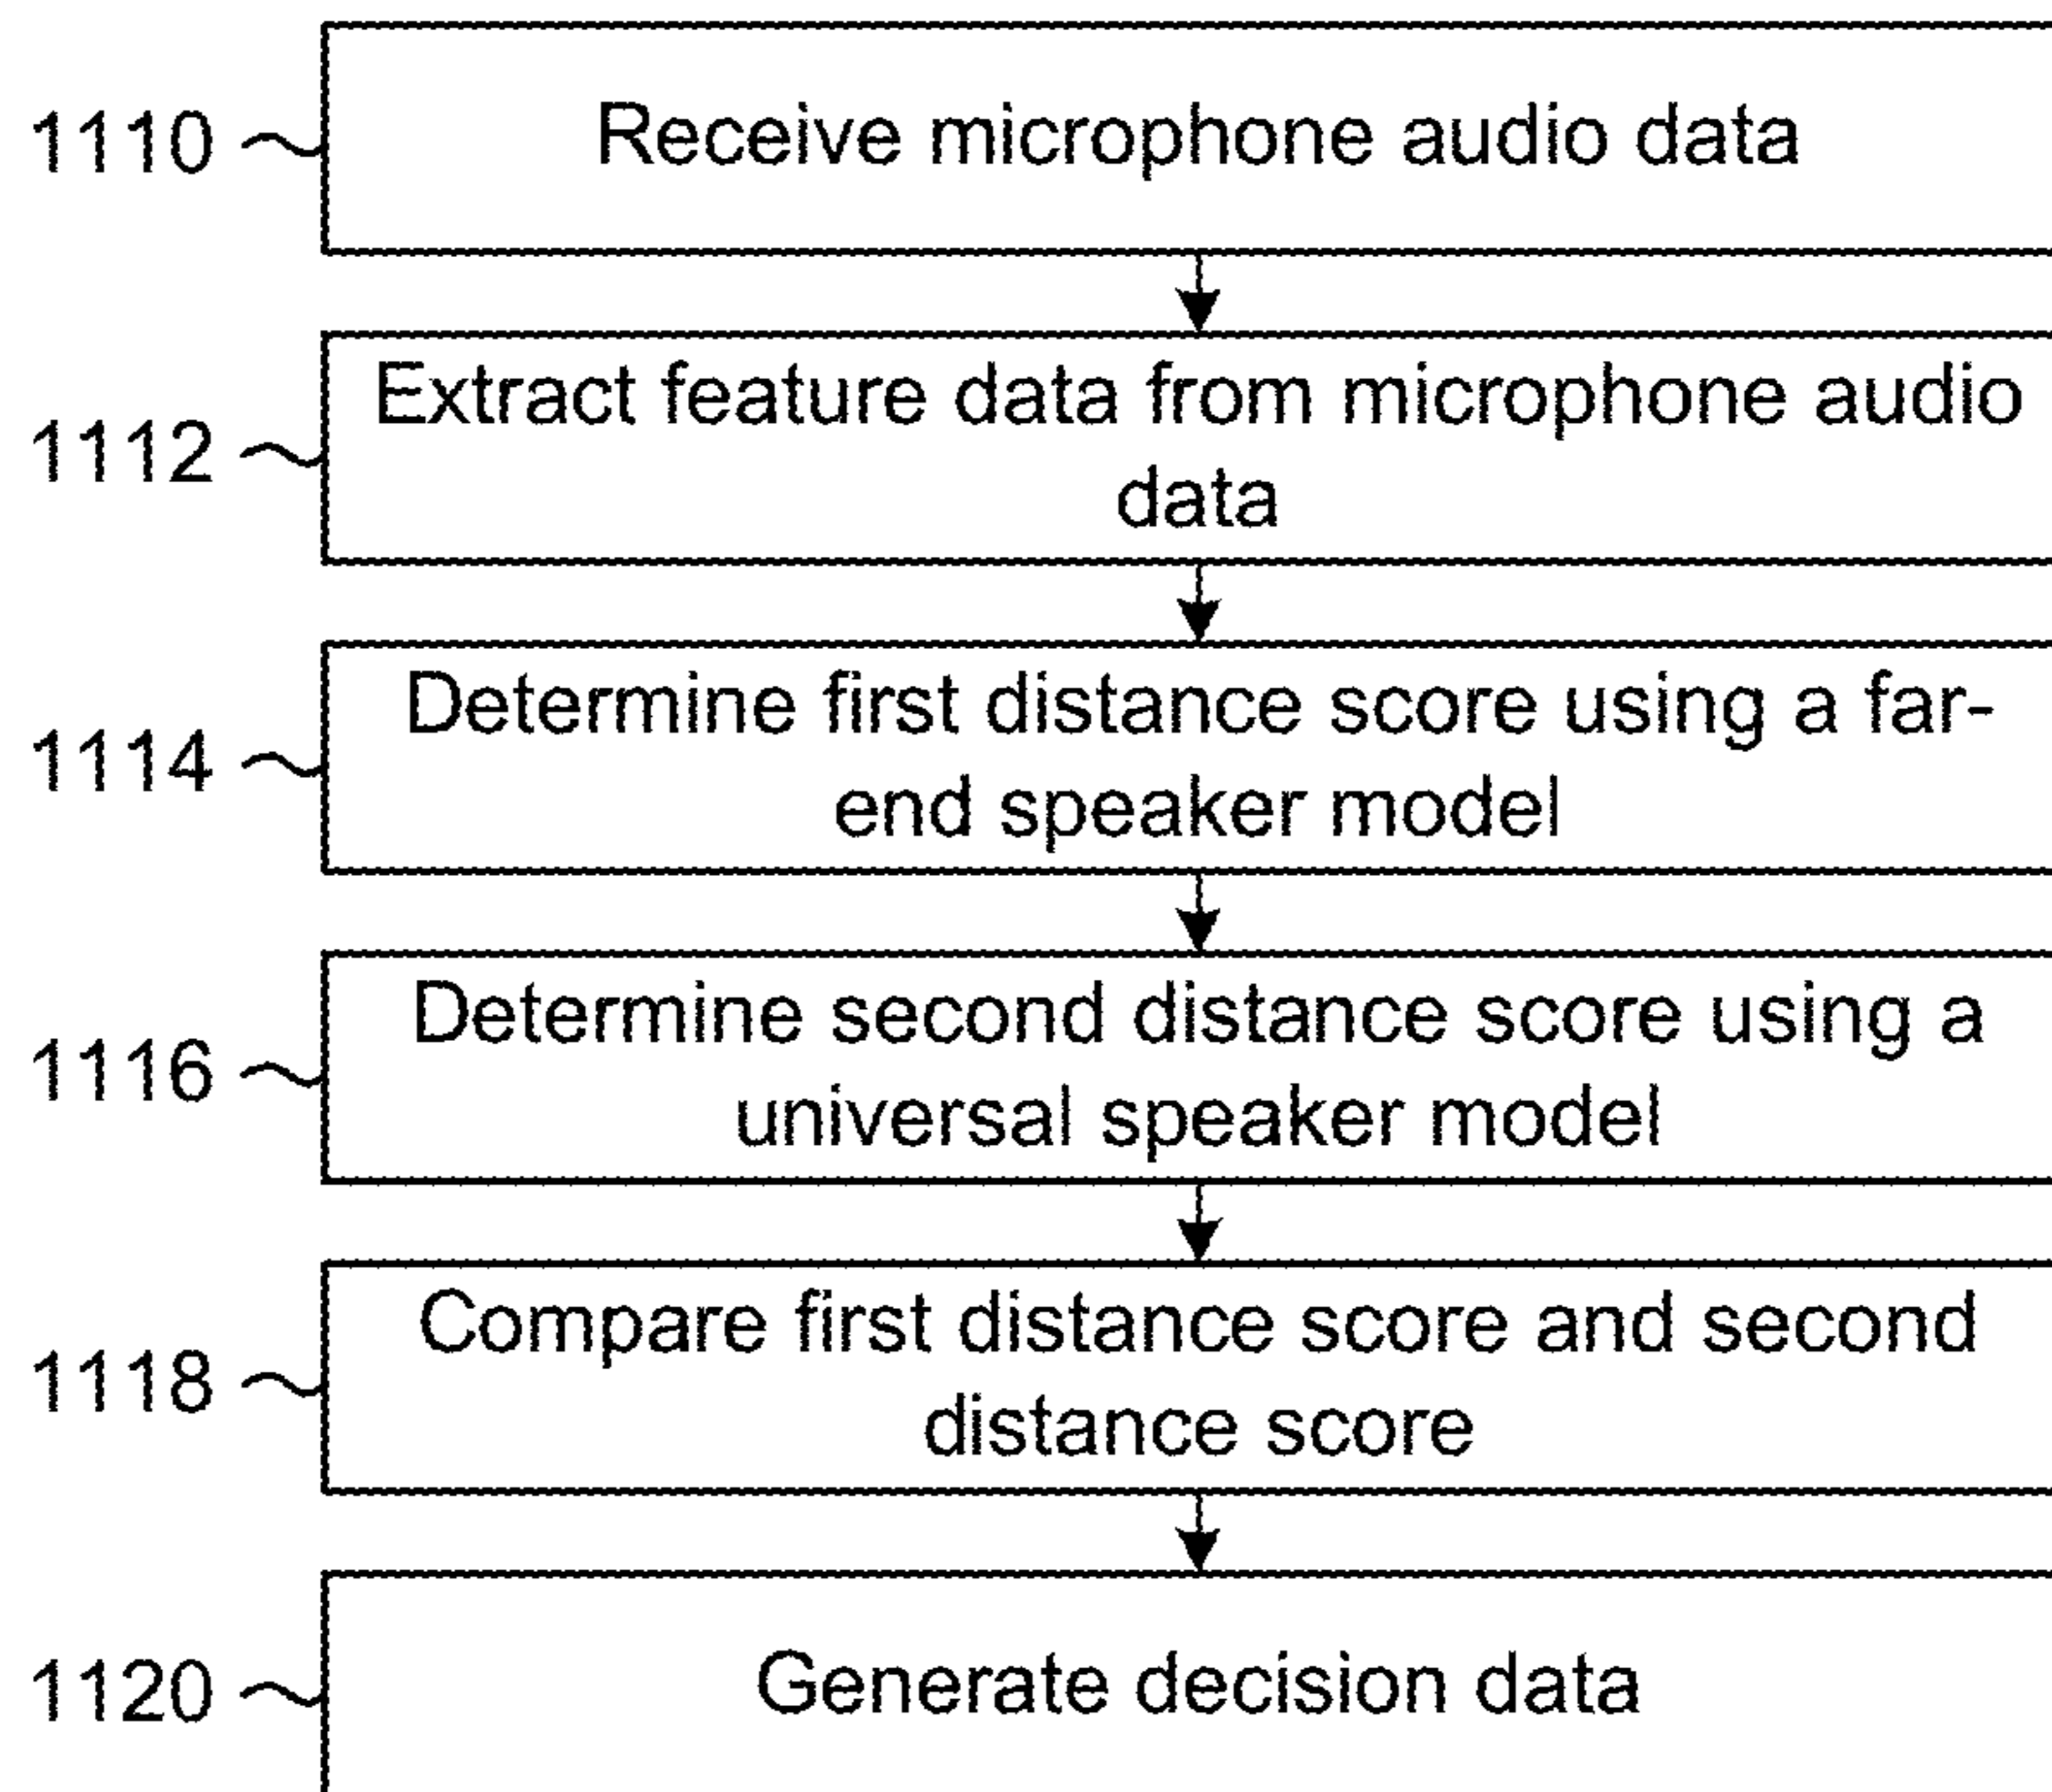 1110 Receive microphone audio data
1112 Extract feature data from microphone audio
data
1114 Determine first distance score using a far-
end speaker model
1116 Determine second distance score using a
universal speaker model
1118 Compare first distance score and second
distance score
1120 Generate decision data